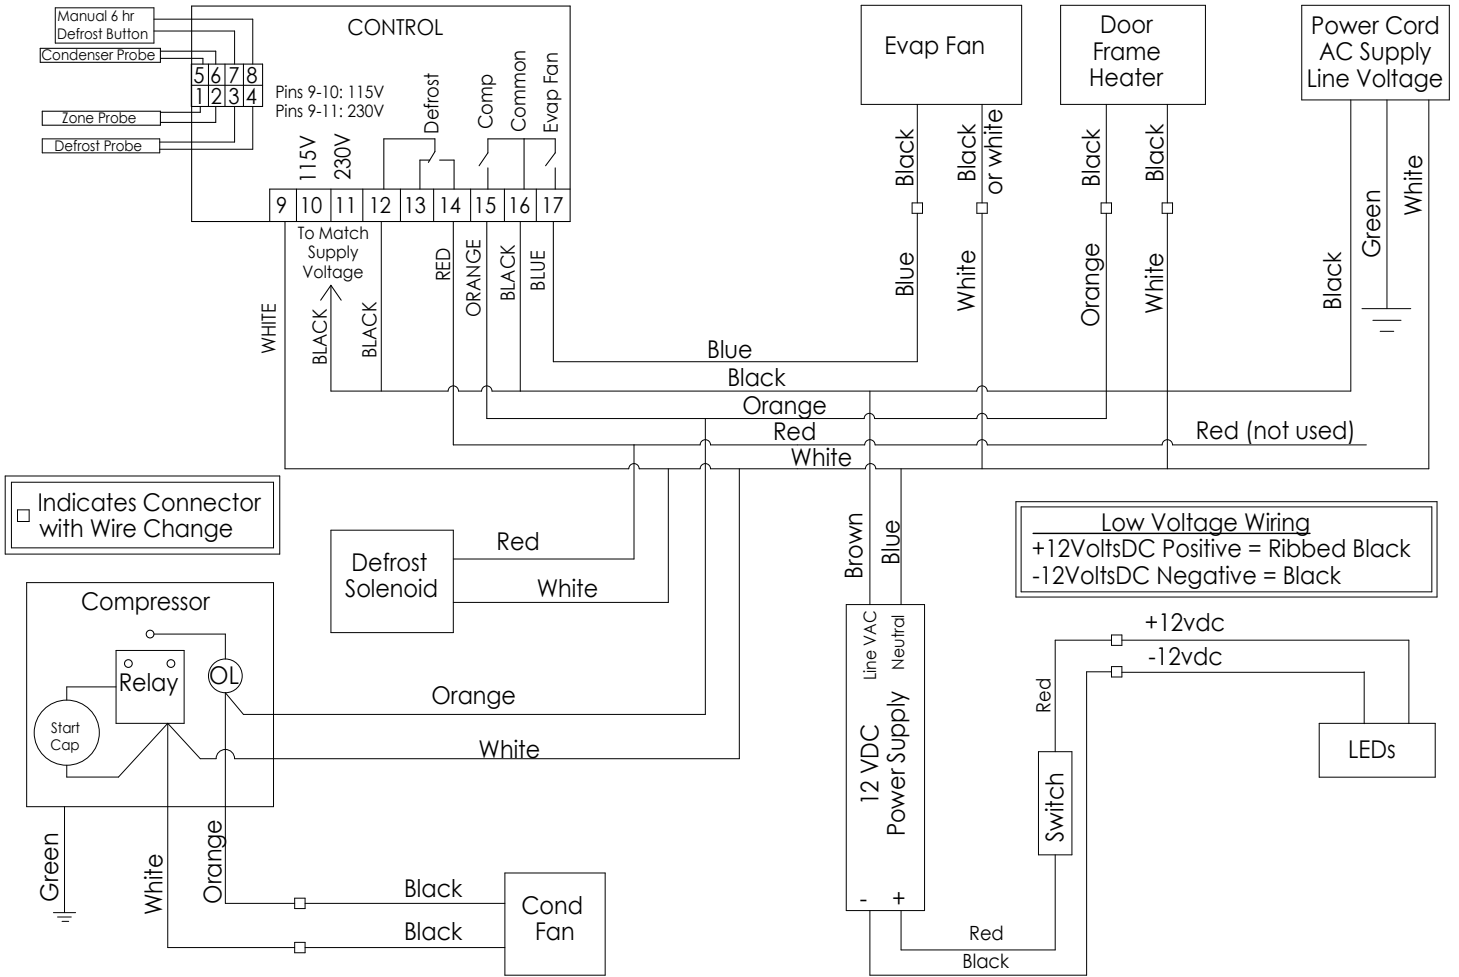 Manual 6 hr
Defrost Button
Condenser Probe
Zone Probe
Defrost Probe
5 6 7 8
1 2 3 4
CONTROL
Pins 9-10: 115V
Pins 9-11: 230V
115V
230V
Defrost
Comp
Common
Evap Fan
9 10 11 12 13 14 15 16 17
To Match
Supply
Voltage
WHITE
BLACK
BLACK
RED
ORANGE
BLACK
BLUE
Evap Fan
Black
Black
or white
Blue
White
Door
Frame
Heater
Black
Black
Orange
White
Power Cord
AC Supply
Line Voltage
Black
Green
White
Blue
Black
Orange
Red
Red (not used)
White
Indicates Connector
with Wire Change
Defrost
Solenoid
Red
White
Brown
Blue
Low Voltage Wiring
+12VoltsDC Positive = Ribbed Black
-12VoltsDC Negative = Black
Compressor
Relay
OL
Start
Cap
Orange
White
Green
White
Orange
Black
Black
Cond
Fan
Line VAC
Neutral
12 VDC
Power Supply
- +
Red
Black
Red
Switch
+12vdc
-12vdc
LEDs